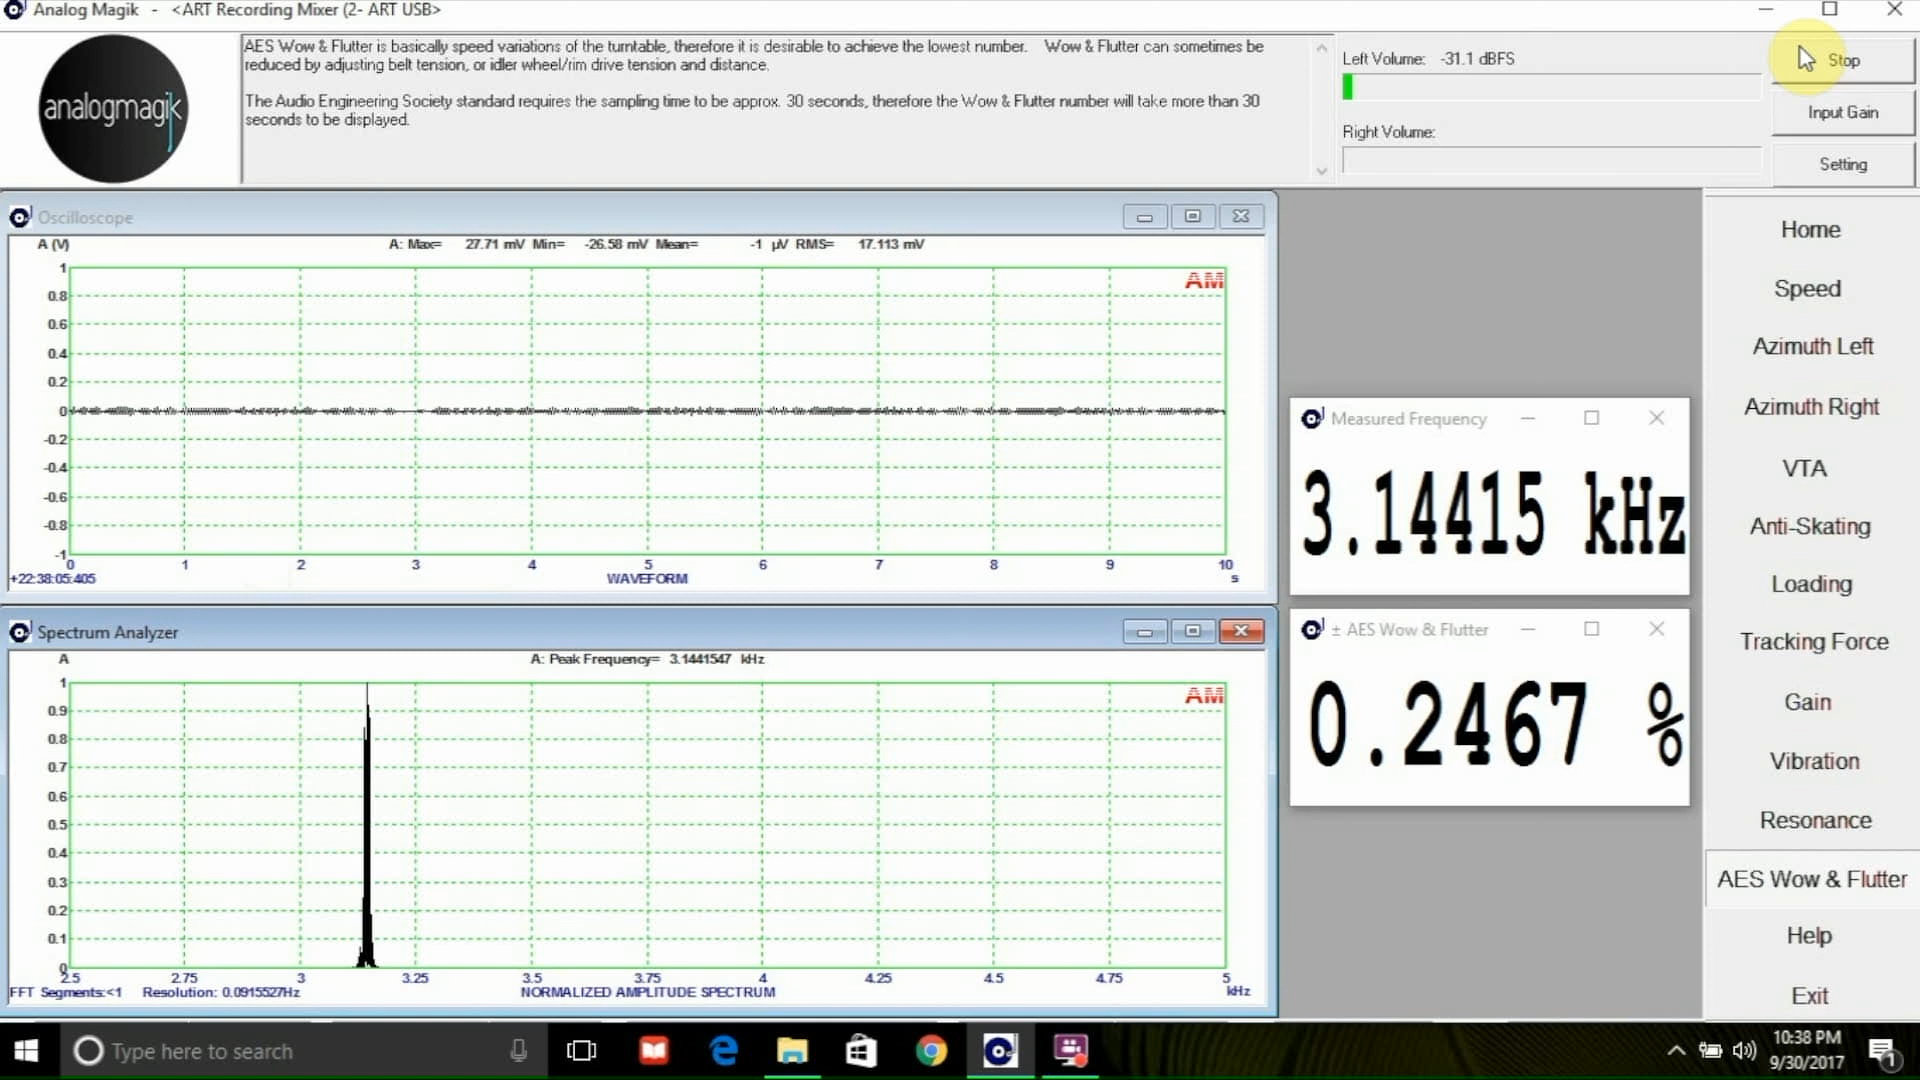 Analog Magik - <ART Recording Mixer (2- ART USB>
analogmagik
AES Wow & Flutter is basically speed variations of the turntable, therefore it is desirable to achieve the lowest number. Wow & Flutter can sometimes be
reduced by adjusting belt tension, or idler wheel/rim drive tension and distance.
The Audio Engineering Society standard requires the sampling time to be approx. 30 seconds, therefore the Wow & Flutter number will take more than 30
seconds to be displayed.
Left Volume: -31.1 dBFS
Right Volume:
Stop
Input Gain
Setting
Oscilloscope
A (V)
A: Max= 27.71 mV Min= -26.58 mV Mean= -1 µV RMS= 17.113 mV
AM
1
0.8
0.6
0.4
0.2
0
-0.2
-0.4
-0.6
-0.8
-1
0 1 2 3 4 5 6 7 8 9 10
+22:38:05:405
WAVEFORM
s
Spectrum Analyzer
A
A: Peak Frequency= 3.1441547 kHz
AM
1
0.9
0.8
0.7
0.6
0.5
0.4
0.3
0.2
0.1
0
2.5 2.75 3 3.25 3.5 3.75 4 4.25 4.5 4.75 5
FFT Segments:<1 Resolution: 0.0915527Hz
NORMALIZED AMPLITUDE SPECTRUM
kHz
Measured Frequency
3.14415 kHz
± AES Wow & Flutter
0.2467 %
Home
Speed
Azimuth Left
Azimuth Right
VTA
Anti-Skating
Loading
Tracking Force
Gain
Vibration
Resonance
AES Wow & Flutter
Help
Exit
Type here to search
10:38 PM
9/30/2017
1